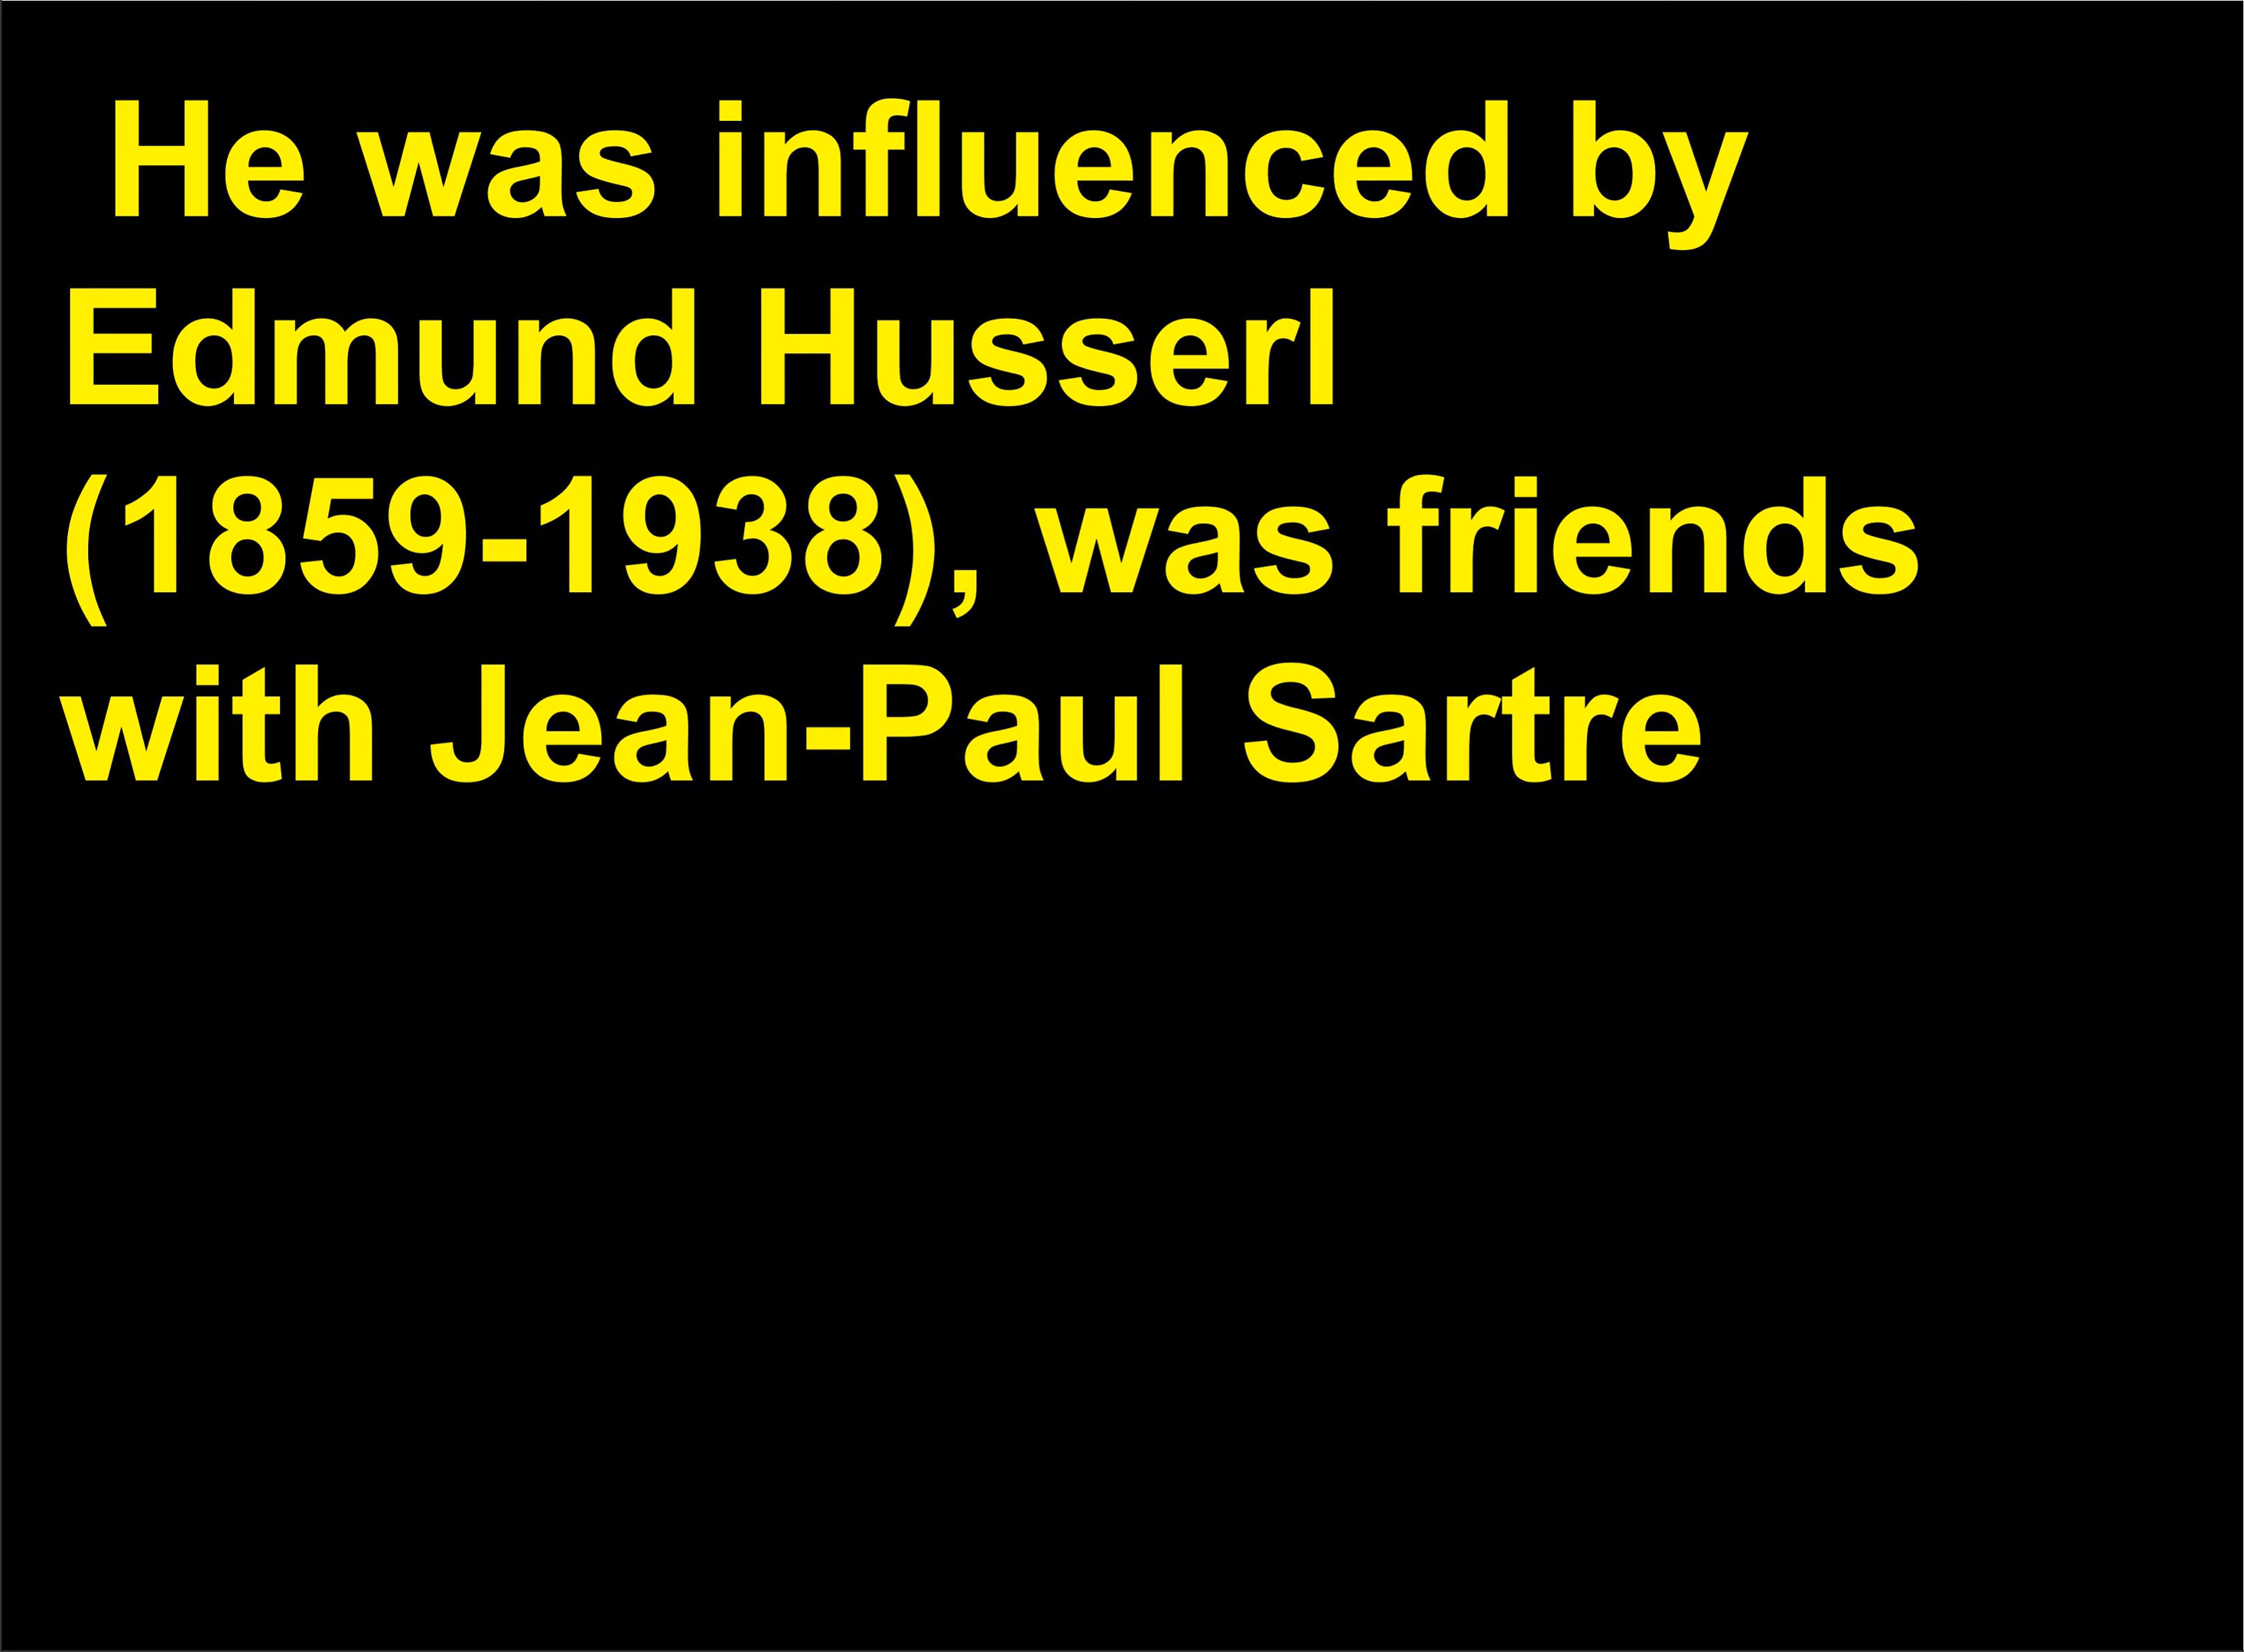 He was influenced by
Edmund Husserl
(1859-1938), was friends
with Jean-Paul Sartre